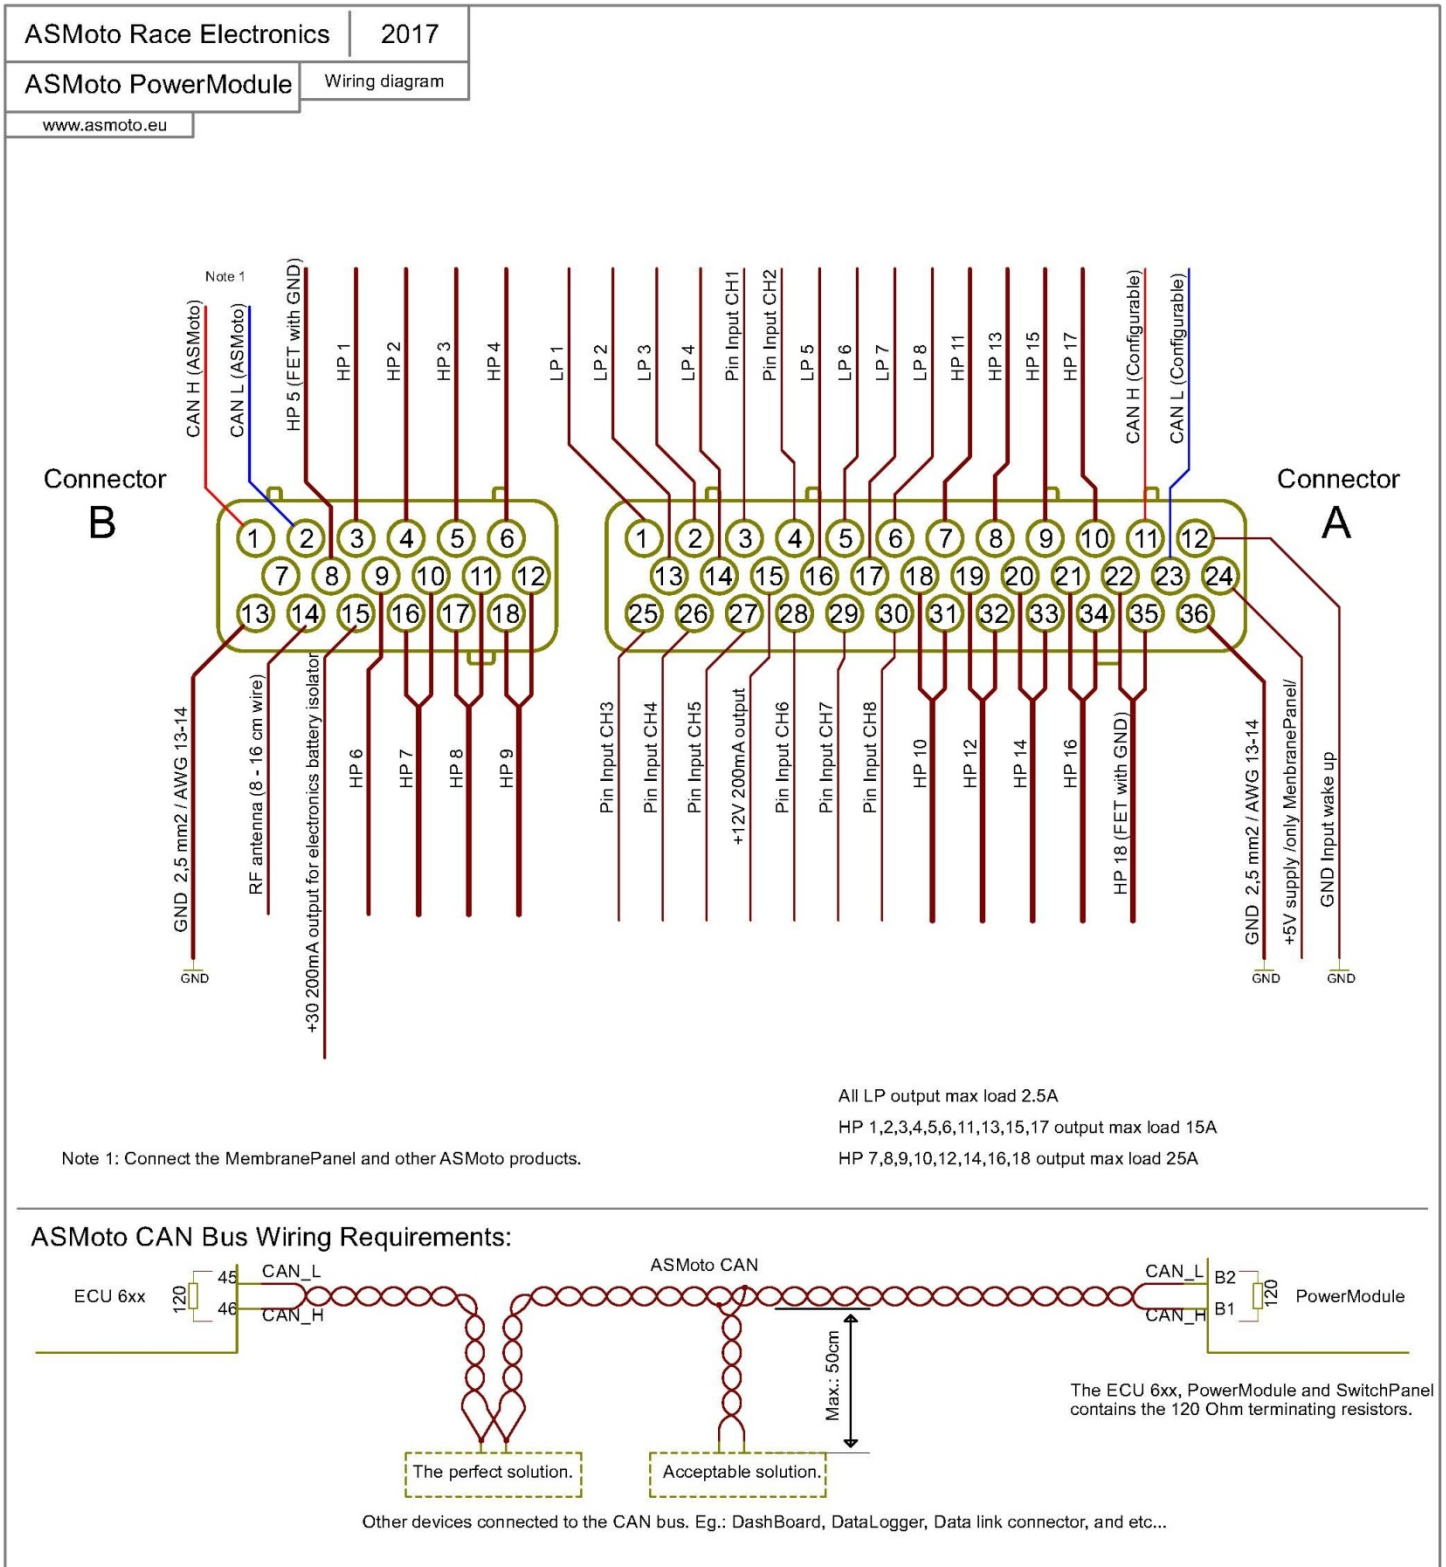 ASMoto Race Electronics 2017
ASMoto PowerModule Wiring diagram
www.asmoto.eu
Note 1
CAN H (ASMoto)
CAN L (ASMoto)
HP 5 (FET with GND)
HP 1
HP 2
HP 3
HP 4
LP 1
LP 2
LP 3
LP 4
Pin Input CH1
Pin Input CH2
LP 5
LP 6
LP 7
LP 8
HP 11
HP 13
HP 15
HP 17
CAN H (Configurable)
CAN L (Configurable)
Connector
B
1 2 3 4 5 6
7 8 9 10 11 12
13 14 15 16 17 18
1 2 3 4 5 6 7 8 9 10 11 12
13 14 15 16 17 18 19 20 21 22 23 24
25 26 27 28 29 30 31 32 33 34 35 36
Connector
A
GND 2,5 mm2 / AWG 13-14
GND
RF antenna (8 - 16 cm wire)
+30 200mA output for electronics battery isolator
HP 6
HP 7
HP 8
HP 9
Pin Input CH3
Pin Input CH4
Pin Input CH5
+12V 200mA output
Pin Input CH6
Pin Input CH7
Pin Input CH8
HP 10
HP 12
HP 14
HP 16
HP 18 (FET with GND)
GND 2,5 mm2 / AWG 13-14
GND
+5V supply /only MenbranePanel/
GND Input wake up
GND
All LP output max load 2.5A
HP 1,2,3,4,5,6,11,13,15,17 output max load 15A
HP 7,8,9,10,12,14,16,18 output max load 25A
Note 1: Connect the MembranePanel and other ASMoto products.
ASMoto CAN Bus Wiring Requirements:
ECU 6xx
120
45
46
CAN_L
CAN_H
ASMoto CAN
CAN_L
CAN_H
B2
B1
120
PowerModule
Max.: 50cm
The ECU 6xx, PowerModule and SwitchPanel
contains the 120 Ohm terminating resistors.
The perfect solution.
Acceptable solution.
Other devices connected to the CAN bus. Eg.: DashBoard, DataLogger, Data link connector, and etc...